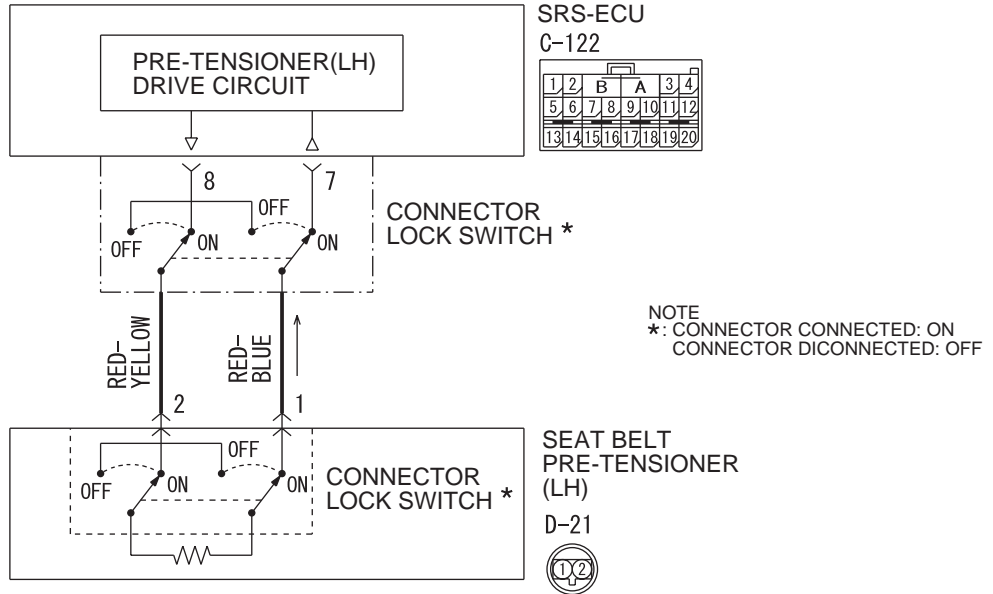 SRS-ECU
C-122
PRE-TENSIONER(LH)
DRIVE CIRCUIT
1 2 B A 3 4
5 6 7 8 9 10 11 12
13 14 15 16 17 18 19 20
8 7
OFF
OFF ON ON
CONNECTOR
LOCK SWITCH *
RED-
YELLOW
RED-
BLUE
NOTE
*: CONNECTOR CONNECTED: ON
CONNECTOR DICONNECTED: OFF
2 1
OFF
OFF ON ON
CONNECTOR
LOCK SWITCH *
SEAT BELT
PRE-TENSIONER
(LH)
D-21
1 2